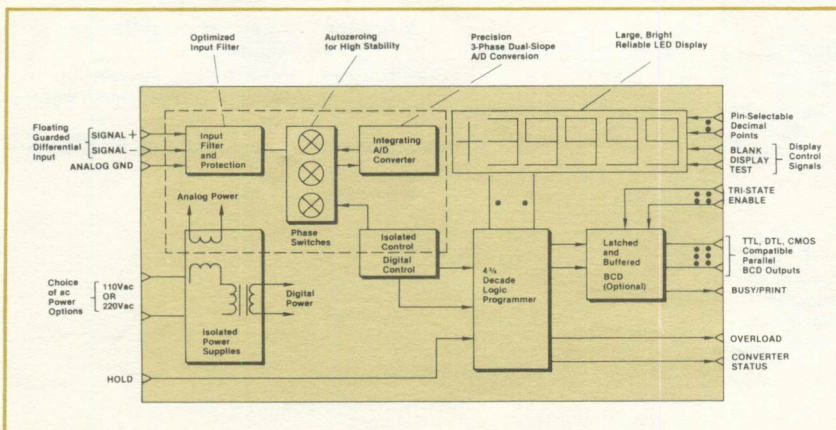 Optimized
Input Filter
Autozeroing
for High Stability
Precision
3-Phase Dual-Slope
A/D Conversion
Large, Bright
Reliable LED Display
Floating
Guarded
Differential
Input
SIGNAL +
SIGNAL −
ANALOG GND
Input
Filter
and
Protection
Integrating
A/D
Converter
Pin-Selectable
Decimal
Points
BLANK
DISPLAY
TEST
Display
Control
Signals
Analog Power
Phase
Switches
Isolated Control
Digital Control
TRI-STATE
ENABLE
4¾
Decade
Logic
Programmer
Latched
and
Buffered
BCD
(Optional)
TTL, DTL, CMOS
Compatible
Parallel
BCD Outputs
BUSY/PRINT
Choice
of ac
Power
Options
110Vac
OR
220Vac
Digital
Power
Isolated
Power
Supplies
OVERLOAD
CONVERTER
STATUS
HOLD